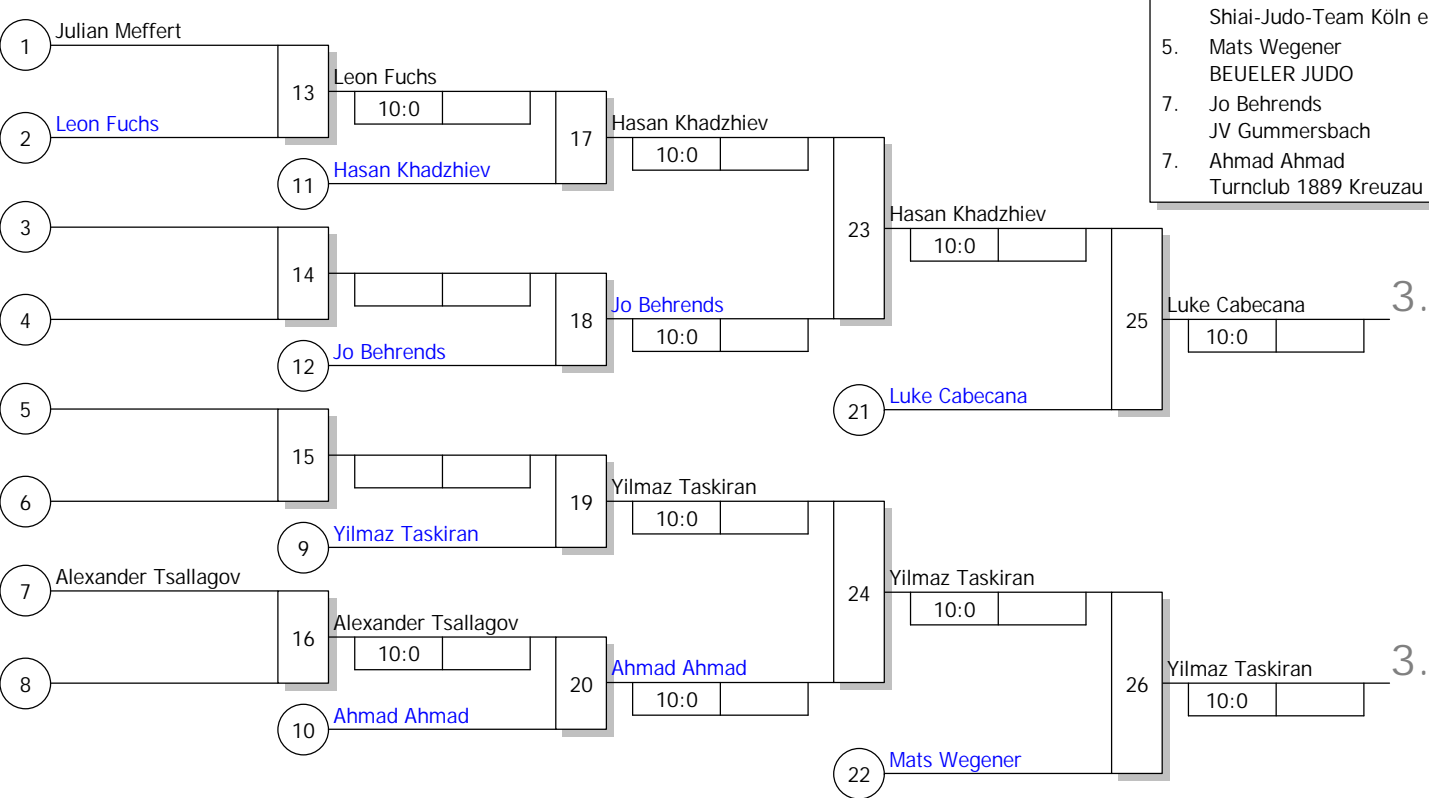 Shiai-Judo-Team Köln e
5. Mats Wegener
BEUELER JUDO
7. Jo Behrends
JV Gummersbach
7. Ahmad Ahmad
Turnclub 1889 Kreuzau
1 Julian Meffert
13 Leon Fuchs
10:0
2 Leon Fuchs
17 Hasan Khadzhiev
10:0
11 Hasan Khadzhiev
3
23 Hasan Khadzhiev
10:0
14
4
18 Jo Behrends
10:0
12 Jo Behrends
25 Luke Cabecana 3.
10:0
21 Luke Cabecana
5
15
6
19 Yilmaz Taskiran
10:0
9 Yilmaz Taskiran
7 Alexander Tsallagov
24 Yilmaz Taskiran
10:0
16 Alexander Tsallagov
10:0
8
20 Ahmad Ahmad
10:0
10 Ahmad Ahmad
26 Yilmaz Taskiran 3.
10:0
22 Mats Wegener